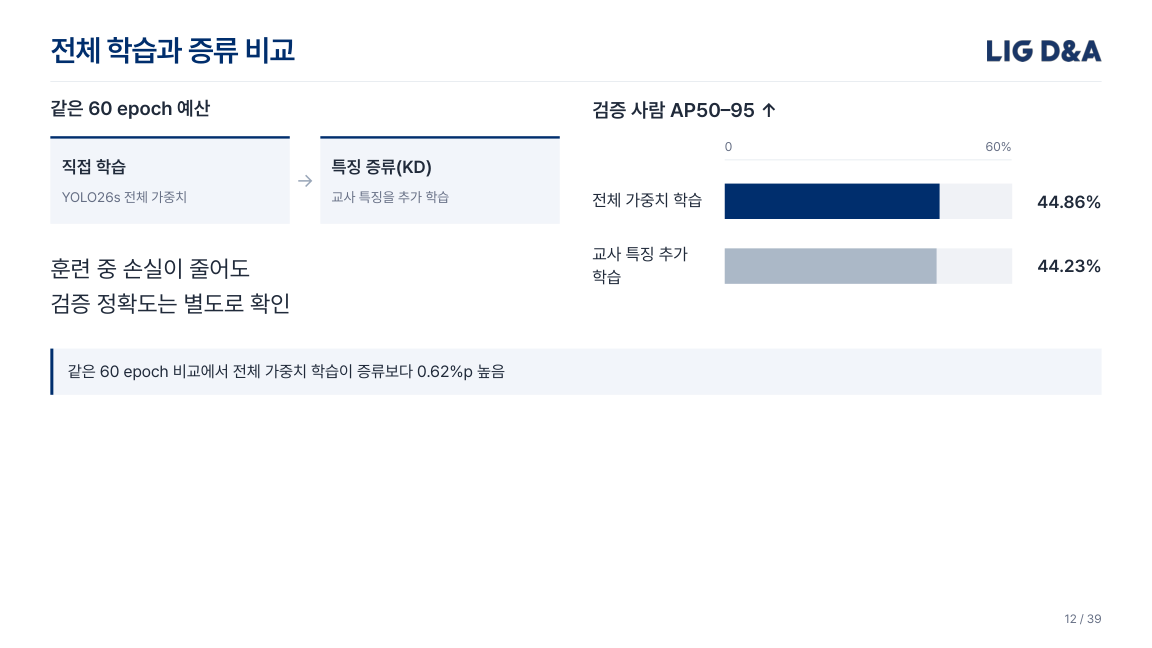 전체 학습과 증류 비교
LIG D&A
같은 60 epoch 예산
직접 학습
YOLO26s 전체 가중치
→
특징 증류(KD)
교사 특징을 추가 학습
훈련 중 손실이 줄어도
검증 정확도는 별도로 확인
검증 사람 AP50–95 ↑
0
60%
전체 가중치 학습
44.86%
교사 특징 추가
학습
44.23%
같은 60 epoch 비교에서 전체 가중치 학습이 증류보다 0.62%p 높음
12 / 39